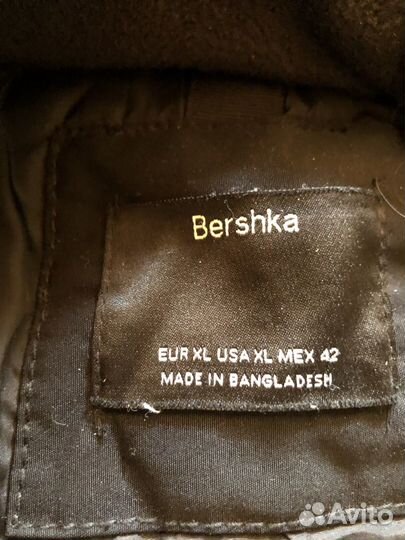 Bershka
EUR XL USA XL MEX 42
MADE IN BANGLADESH
Avito